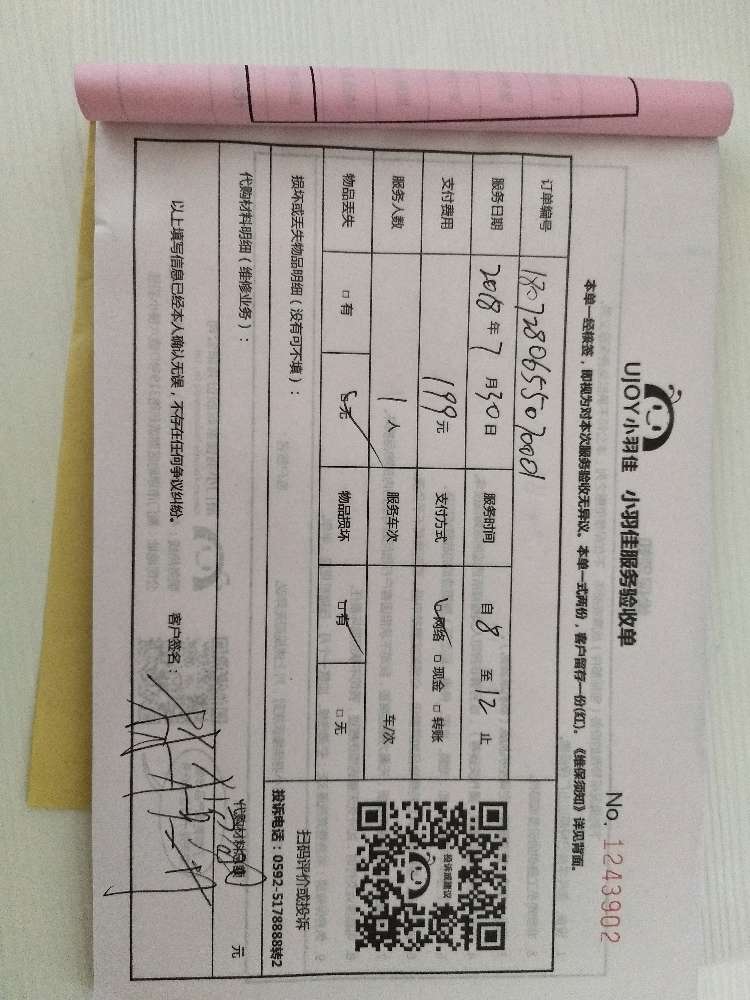 UJOY小羽佳 小羽佳服务验收单
No. 1243902
本单一经接签，即视为对本次服务验收无异议。本单一式两份，客户留存一份(红)。《维保须知》详见背面。
订单编号 1807280655070001
服务日期 2018年7月30日 服务时间 自8至12止
支付费用 199元 支付方式 □网络 □现金 □转账
服务人数 1人 服务车次 车/次
物品丢失 □有 □无 物品损坏 □有 □无
投诉或建议
扫码评价或投诉
投诉电话：0592-5178888转2
损坏或丢失物品明细（没有可不填）：
代购材料明细（维修业务）：
代购材料总额 元
以上填写信息已经本人确认无误，不存在任何争议纠纷。 客户签名：